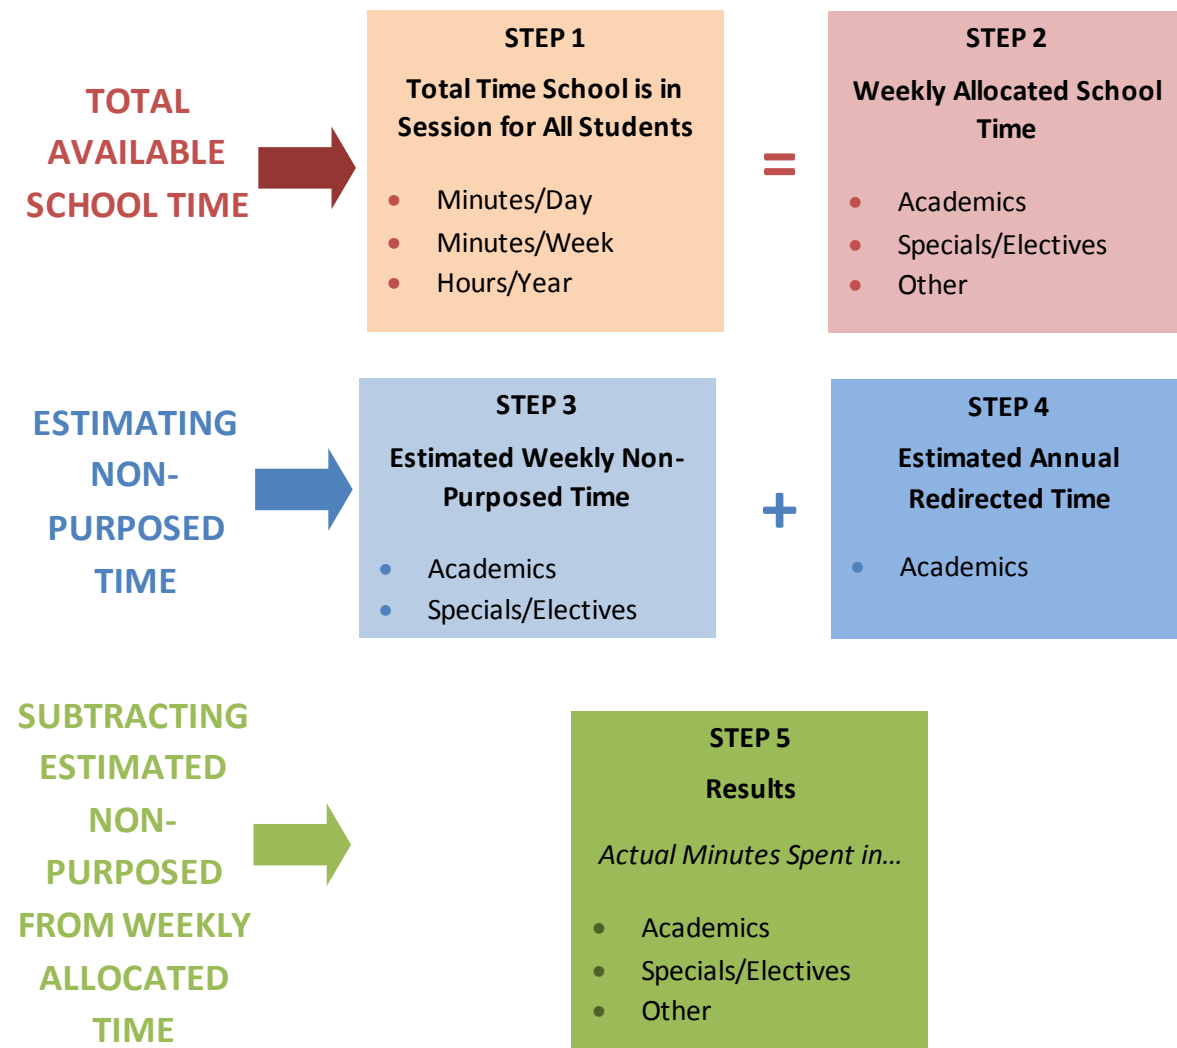 TOTAL
AVAILABLE
SCHOOL TIME
STEP 1
Total Time School is in
Session for All Students
• Minutes/Day
• Minutes/Week
• Hours/Year
=
STEP 2
Weekly Allocated School
Time
• Academics
• Specials/Electives
• Other
ESTIMATING
NON-
PURPOSED
TIME
STEP 3
Estimated Weekly Non-
Purposed Time
• Academics
• Specials/Electives
+
STEP 4
Estimated Annual
Redirected Time
• Academics
SUBTRACTING
ESTIMATED
NON-
PURPOSED
FROM WEEKLY
ALLOCATED
TIME
STEP 5
Results
Actual Minutes Spent in…
• Academics
• Specials/Electives
• Other